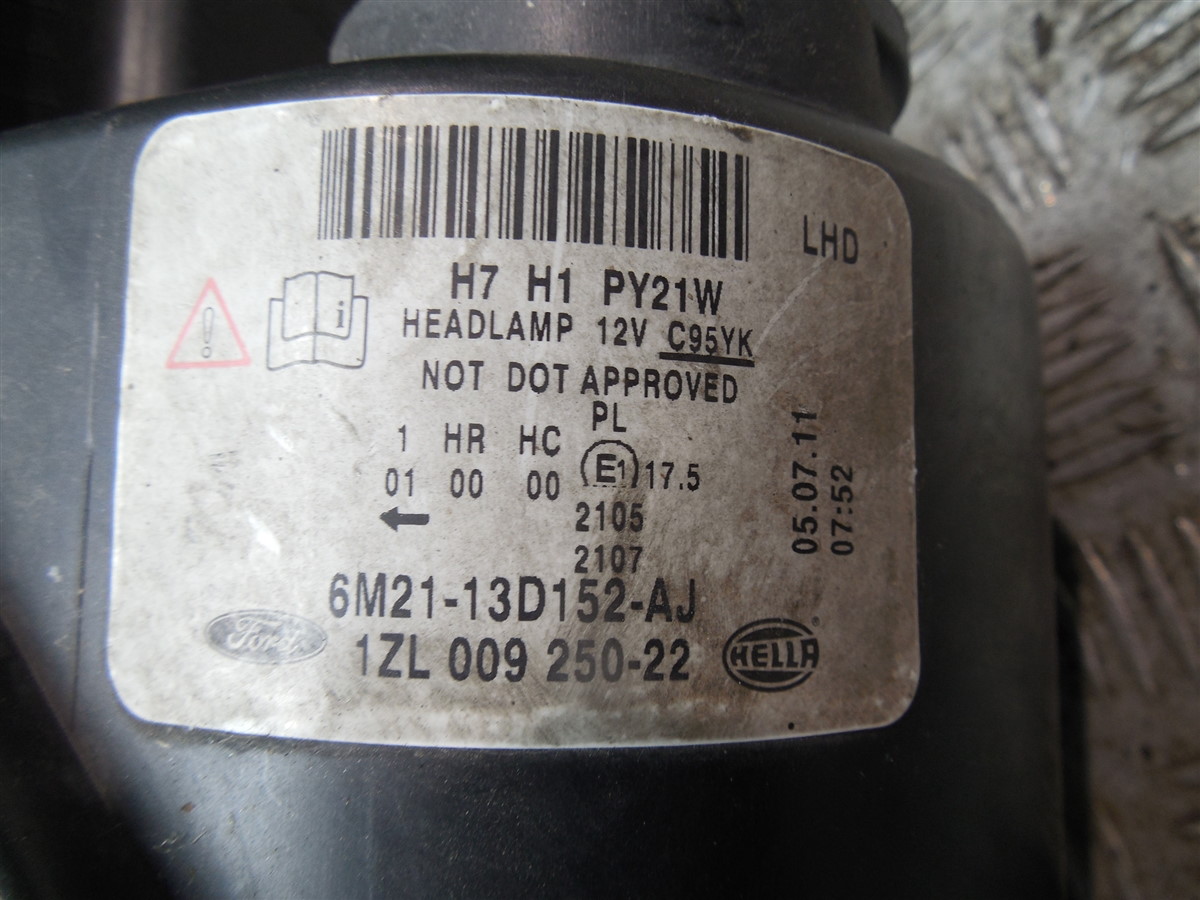 LHD
H7 H1 PY21W
HEADLAMP 12V C95YK
NOT DOT APPROVED
PL
1 HR HC
01 00 00 E1 17.5
2105
2107
05.07.11
07:52
6M21-13D152-AJ
Ford 1ZL 009 250-22 HELLA